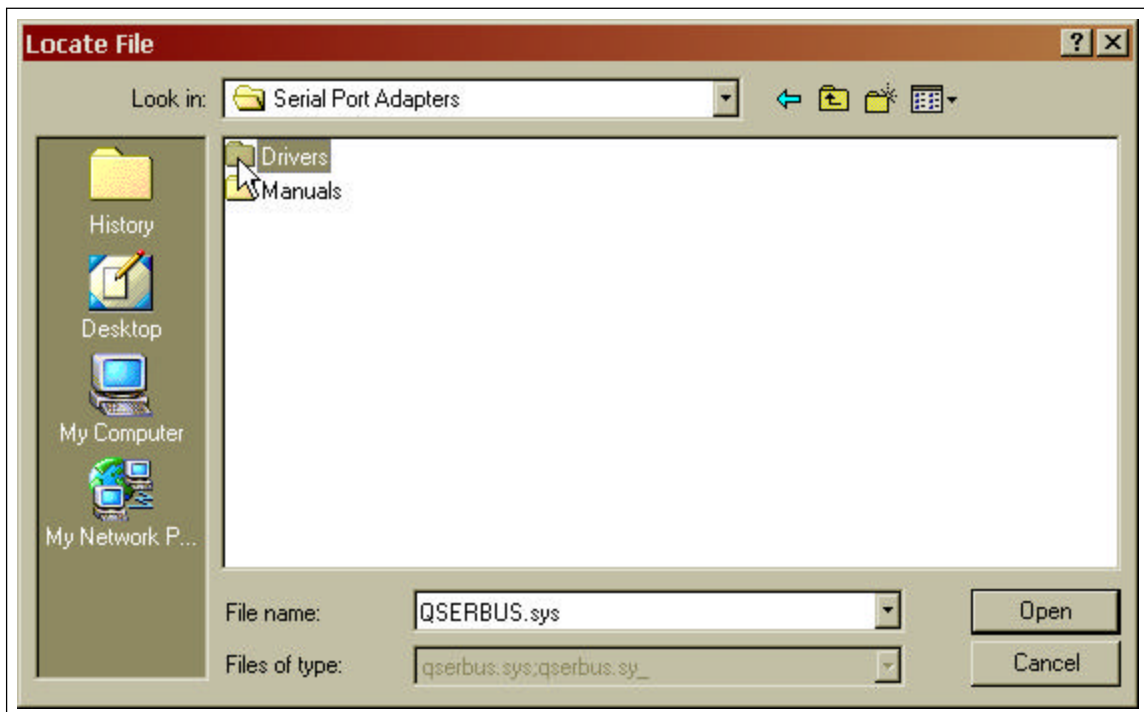 Locate File
Look in:
Serial Port Adapters
Drivers
Manuals
History
Desktop
My Computer
My Network P...
File name:
QSERBUS.sys
Open
Files of type:
qserbus.sys;qserbus.sy_
Cancel